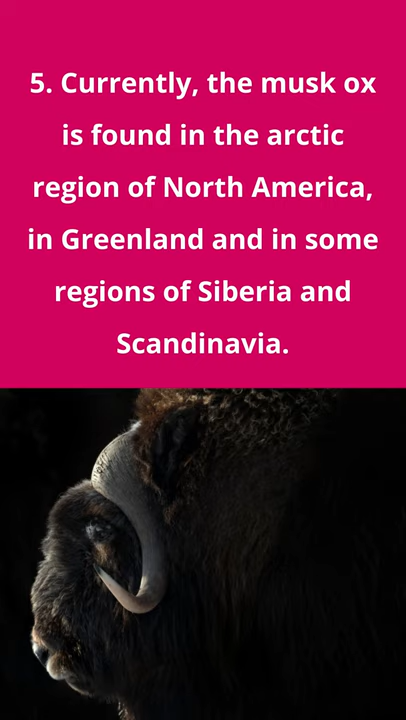 5. Currently, the musk ox
is found in the arctic
region of North America,
in Greenland and in some
regions of Siberia and
Scandinavia.